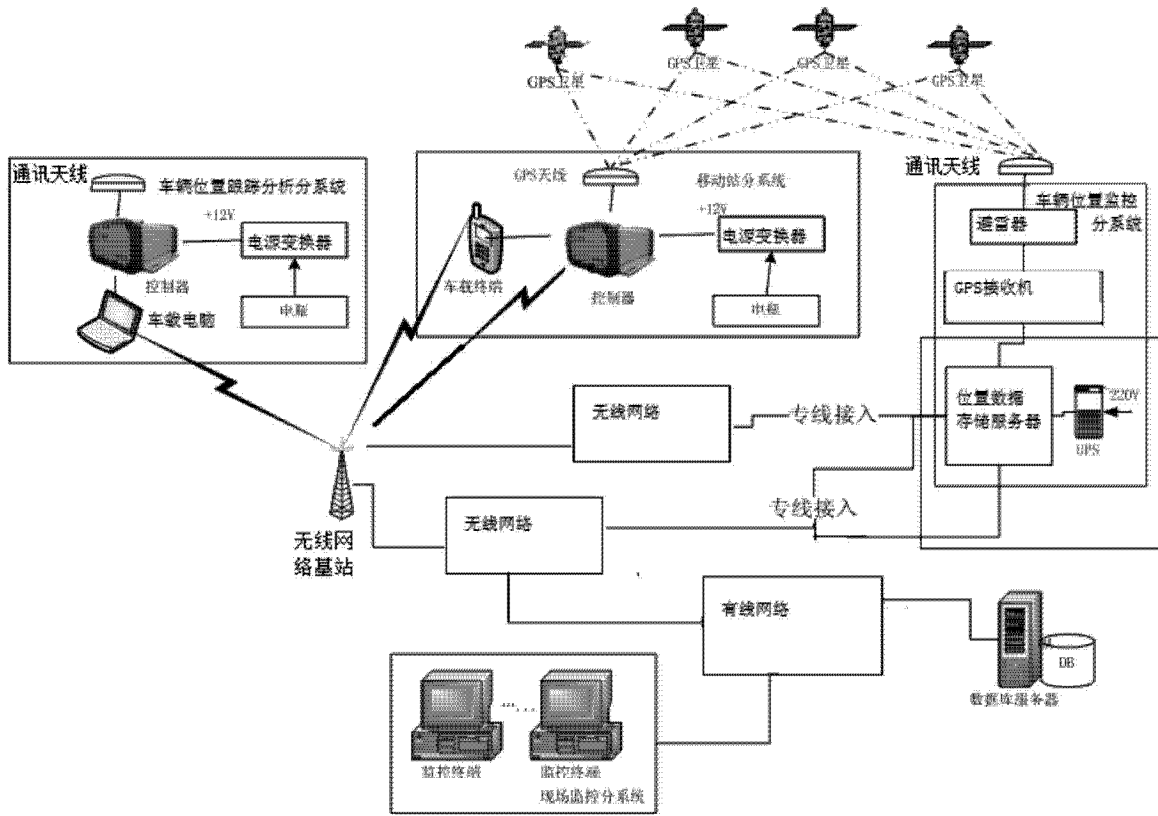 GPS卫星
GPS卫星
GPS卫星
GPS卫星
通讯天线
车辆位置跟踪分析分系统
+12V
电源变换器
控制器
电瓶
车载电脑
GPS天线
移动站分系统
+12V
电源变换器
车载终端
控制器
电瓶
通讯天线
车辆位置监控
分系统
避雷器
GPS接收机
位置数据
存储服务器
220V
UPS
无线网络
专线接入
无线网
络基站
无线网络
专线接入
有线网络
DB
数据库服务器
监控终端
监控终端
现场监控分系统